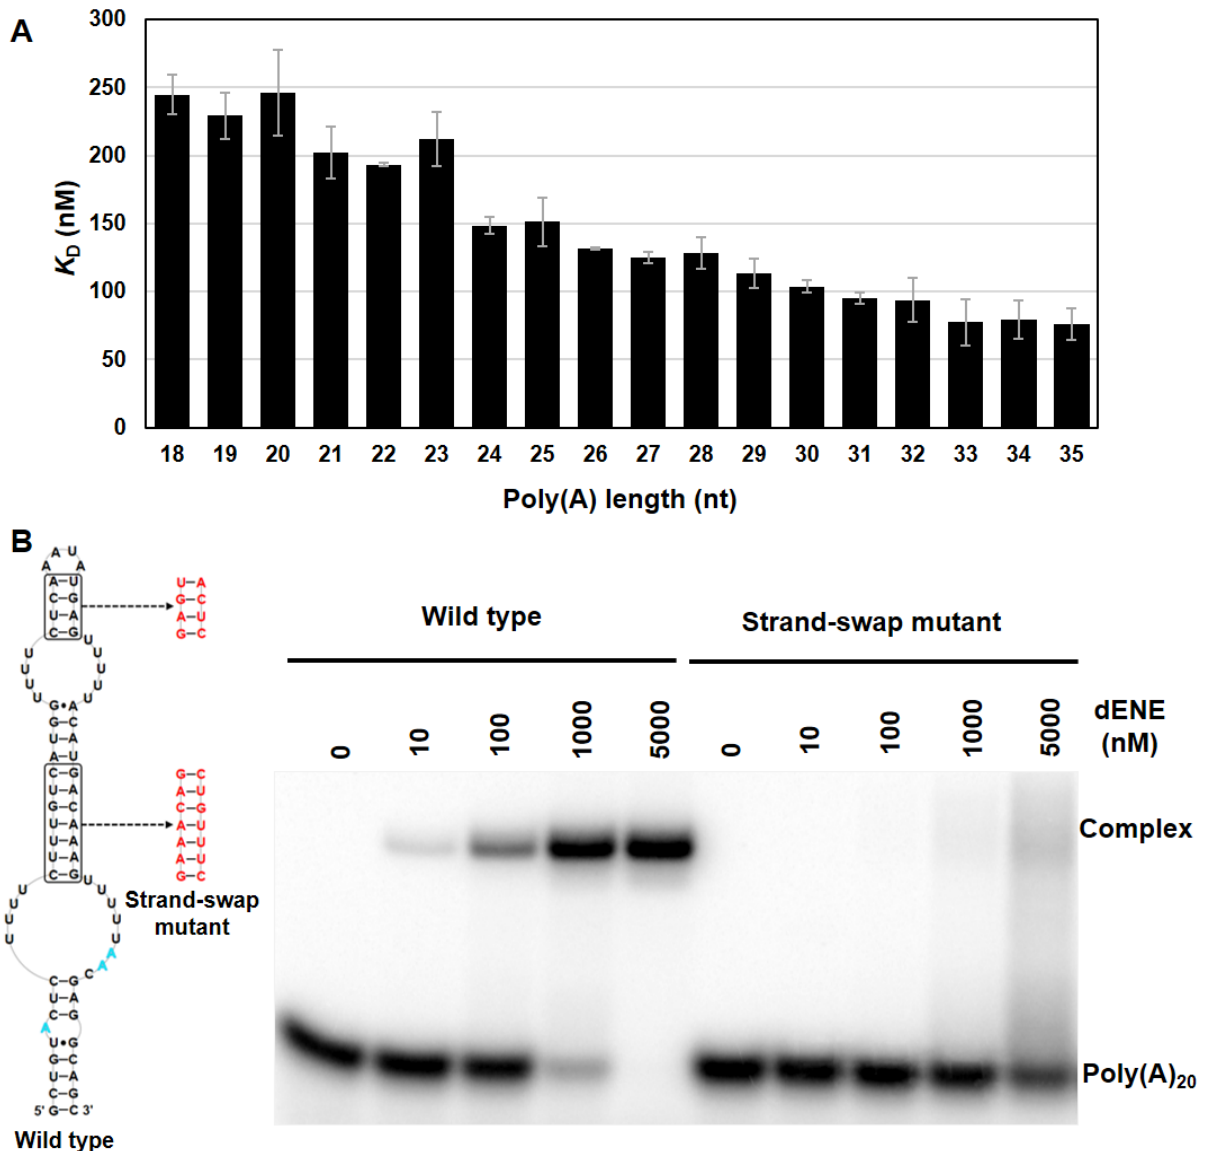 A
300
250
200
150
100
50
0
K_D (nM)
18 19 20 21 22 23 24 25 26 27 28 29 30 31 32 33 34 35
Poly(A) length (nt)
B
Wild type
Strand-swap mutant
0 10 100 1000 5000 0 10 100 1000 5000
dENE
(nM)
Complex
Poly(A)20
A A U A
A–U
C–G
U–A
C–G
U U U U
U U U U U
G•A
G–C
U–A
A–U
C–G
U–A
G–C
U–A
U–A
U–A
C–G
U U U U
U U U U U
A
A
C
C–G
U–A
C–G
A
U•G
G–C
U–A
C–G
5' G–C 3'
Wild type
U–A
G–C
A–U
G–C
G–C
A–U
C–G
A–U
A–U
A–U
G–C
Strand-swap
mutant